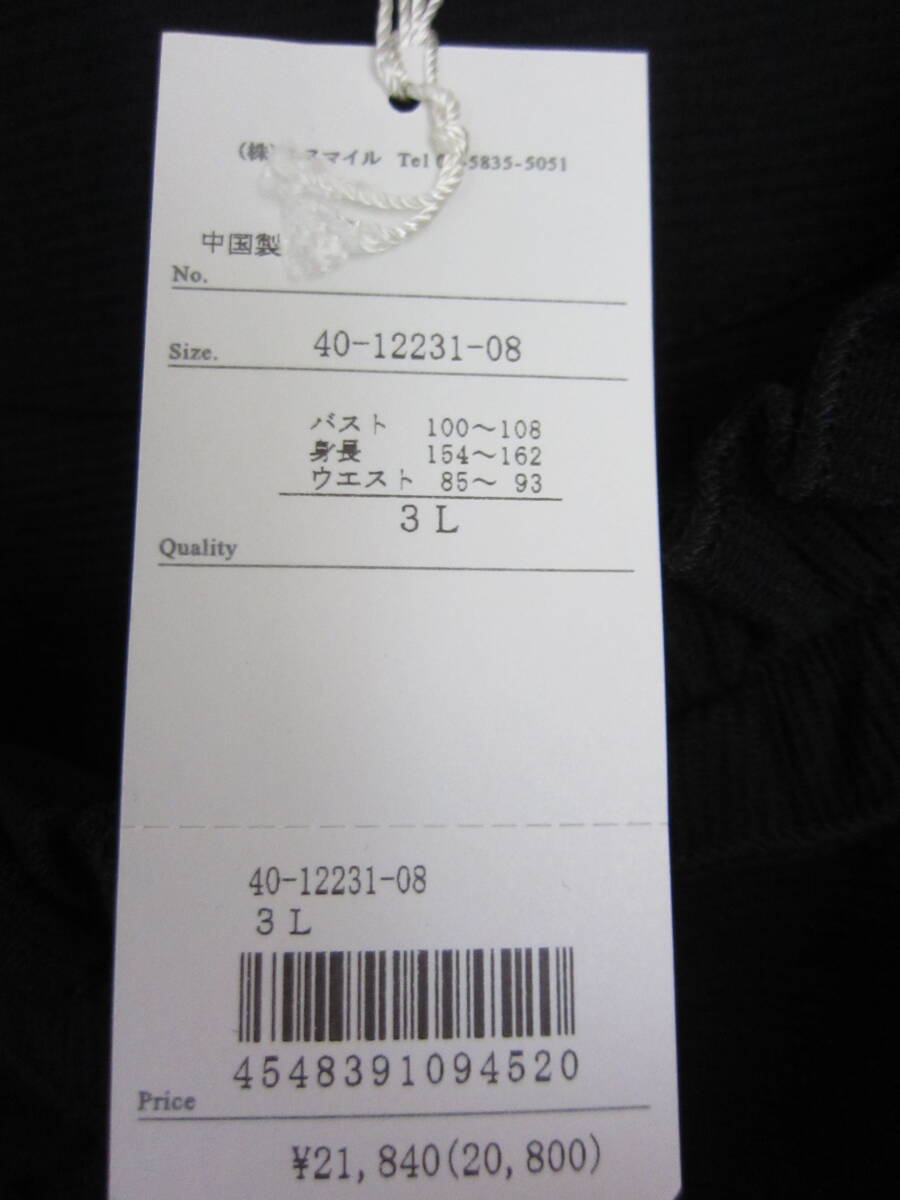 (株) スマイル Tel -5835-5051
中国製
No.
Size. 40-12231-08
バスト 100～108
身長 154～162
ウエスト 85～ 93
3L
Quality
40-12231-08
3L
4548391094520
Price
¥21,840(20,800)